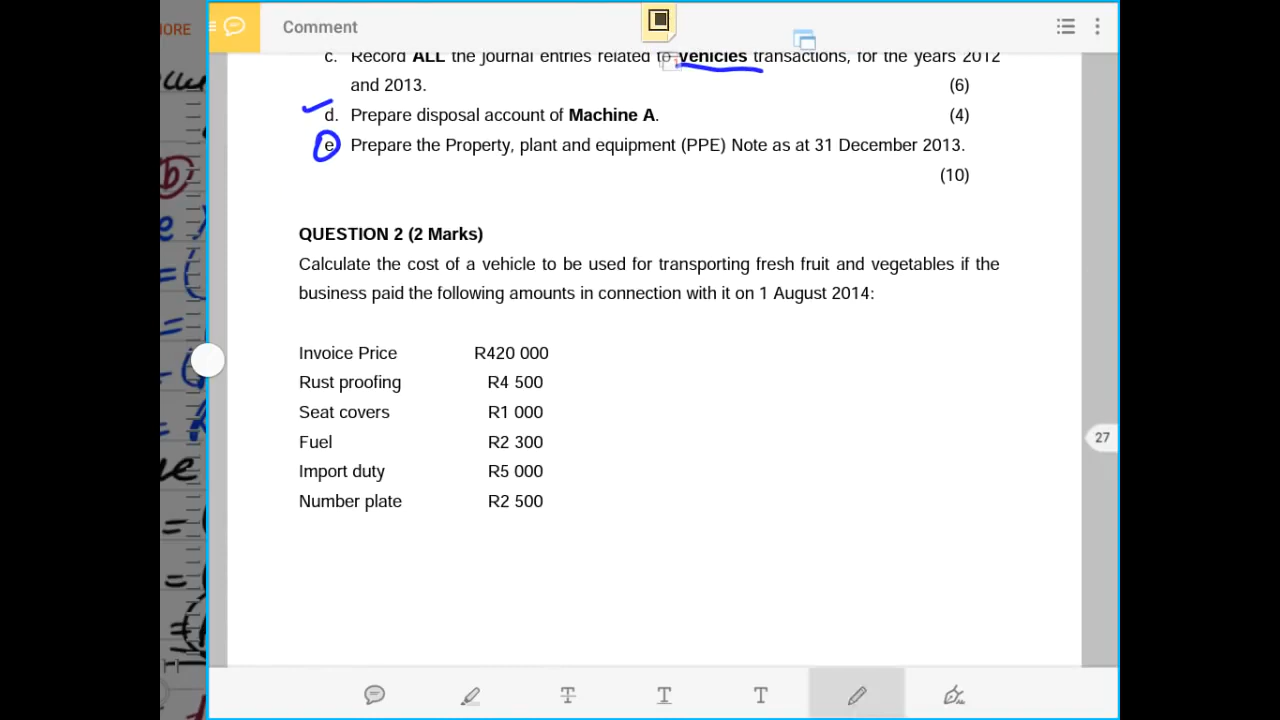 MORE
Comment
c. Record ALL the journal entries related to Vehicles transactions, for the years 2012
and 2013. (6)
d. Prepare disposal account of Machine A. (4)
e. Prepare the Property, plant and equipment (PPE) Note as at 31 December 2013.
(10)
QUESTION 2 (2 Marks)
Calculate the cost of a vehicle to be used for transporting fresh fruit and vegetables if the
business paid the following amounts in connection with it on 1 August 2014:
Invoice Price R420 000
Rust proofing R4 500
Seat covers R1 000
Fuel R2 300
Import duty R5 000
Number plate R2 500
27